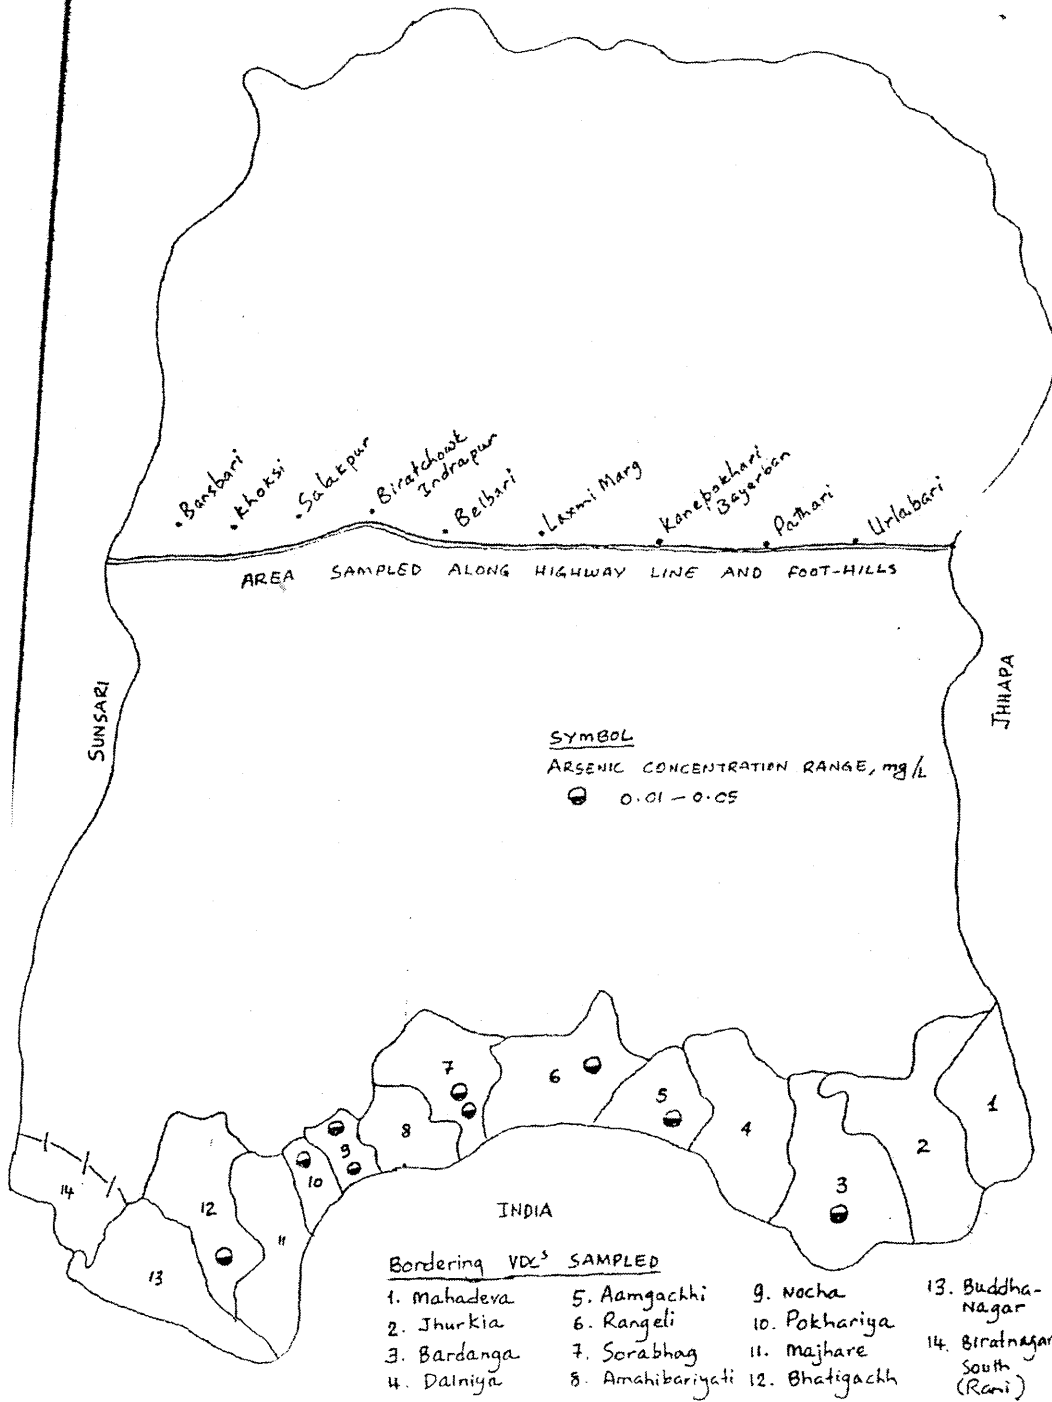 Bansbari
Khoksi
Salakpur
Biratchowk
Indrapur
Belbari
Laxmi Marg
Kanepokhari
Bayerban
Pathari
Urlabari
AREA SAMPLED ALONG HIGHWAY LINE AND FOOT-HILLS
SUNSARI
JHHAPA
SYMBOL
ARSENIC CONCENTRATION RANGE, mg/L
0.01 - 0.05
7
6
5
4
3
2
1
8
9
10
11
12
13
14
INDIA
Bordering VDCs SAMPLED
1. Mahadeva
2. Jhurkia
3. Bardanga
4. Dainiya
5. Aamgachhi
6. Rangeli
7. Sorabhag
8. Amahibariyati
9. Nocha
10. Pokhariya
11. Majhare
12. Bhatigachh
13. Buddha-
Nagar
14. Biratnagar
South
(Rani)